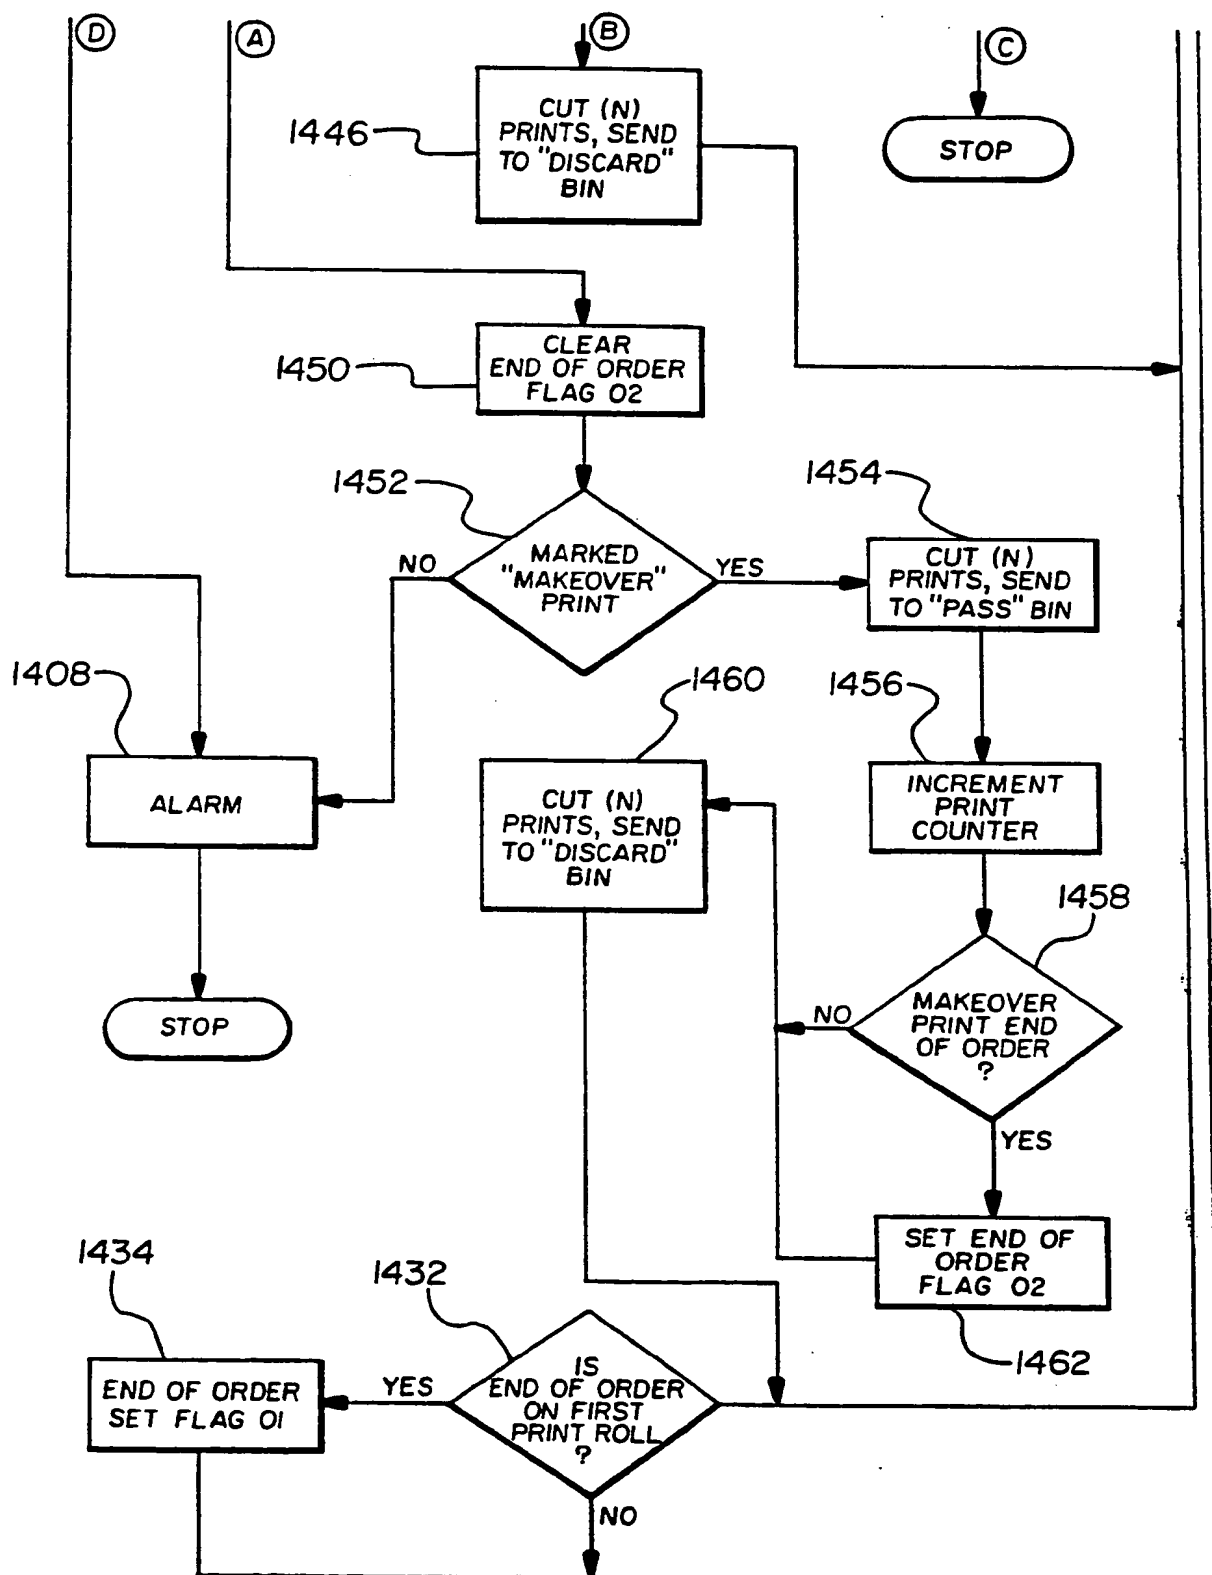 D
A
B
C
1446
CUT (N)
PRINTS, SEND
TO "DISCARD"
BIN
STOP
1450
CLEAR
END OF ORDER
FLAG 02
1452
MARKED
"MAKEOVER"
PRINT
NO
YES
1454
CUT (N)
PRINTS, SEND
TO "PASS" BIN
1408
ALARM
1460
CUT (N)
PRINTS, SEND
TO "DISCARD"
BIN
1456
INCREMENT
PRINT
COUNTER
1458
MAKEOVER
PRINT END
OF ORDER
?
NO
YES
STOP
SET END OF
ORDER
FLAG 02
1462
1434
END OF ORDER
SET FLAG 01
1432
IS
END OF ORDER
ON FIRST
PRINT ROLL
?
YES
NO